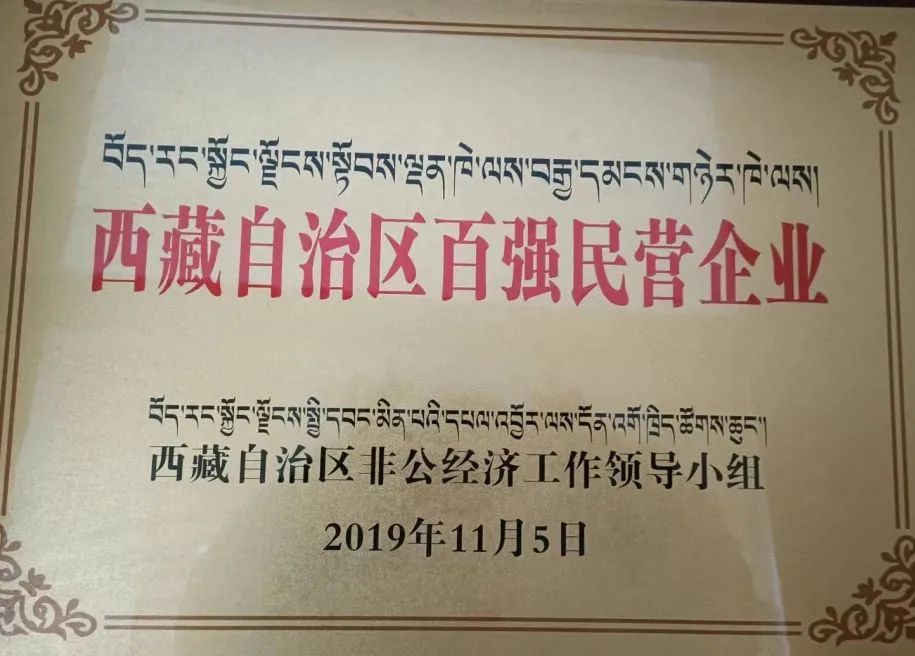 བོད་རང་སྐྱོང་ལྗོངས་སྟོབས་ལྡན་ཁེ་ལས་བརྒྱ་དམངས་གཉེར་ཁེ་ལས།
西藏自治区百强民营企业
བོད་རང་སྐྱོང་ལྗོངས་སྤྱི་དབང་མིན་པའི་དཔལ་འབྱོར་ལས་དོན་འགོ་ཁྲིད་ཚོགས་ཆུང་།
西藏自治区非公经济工作领导小组
2019年11月5日